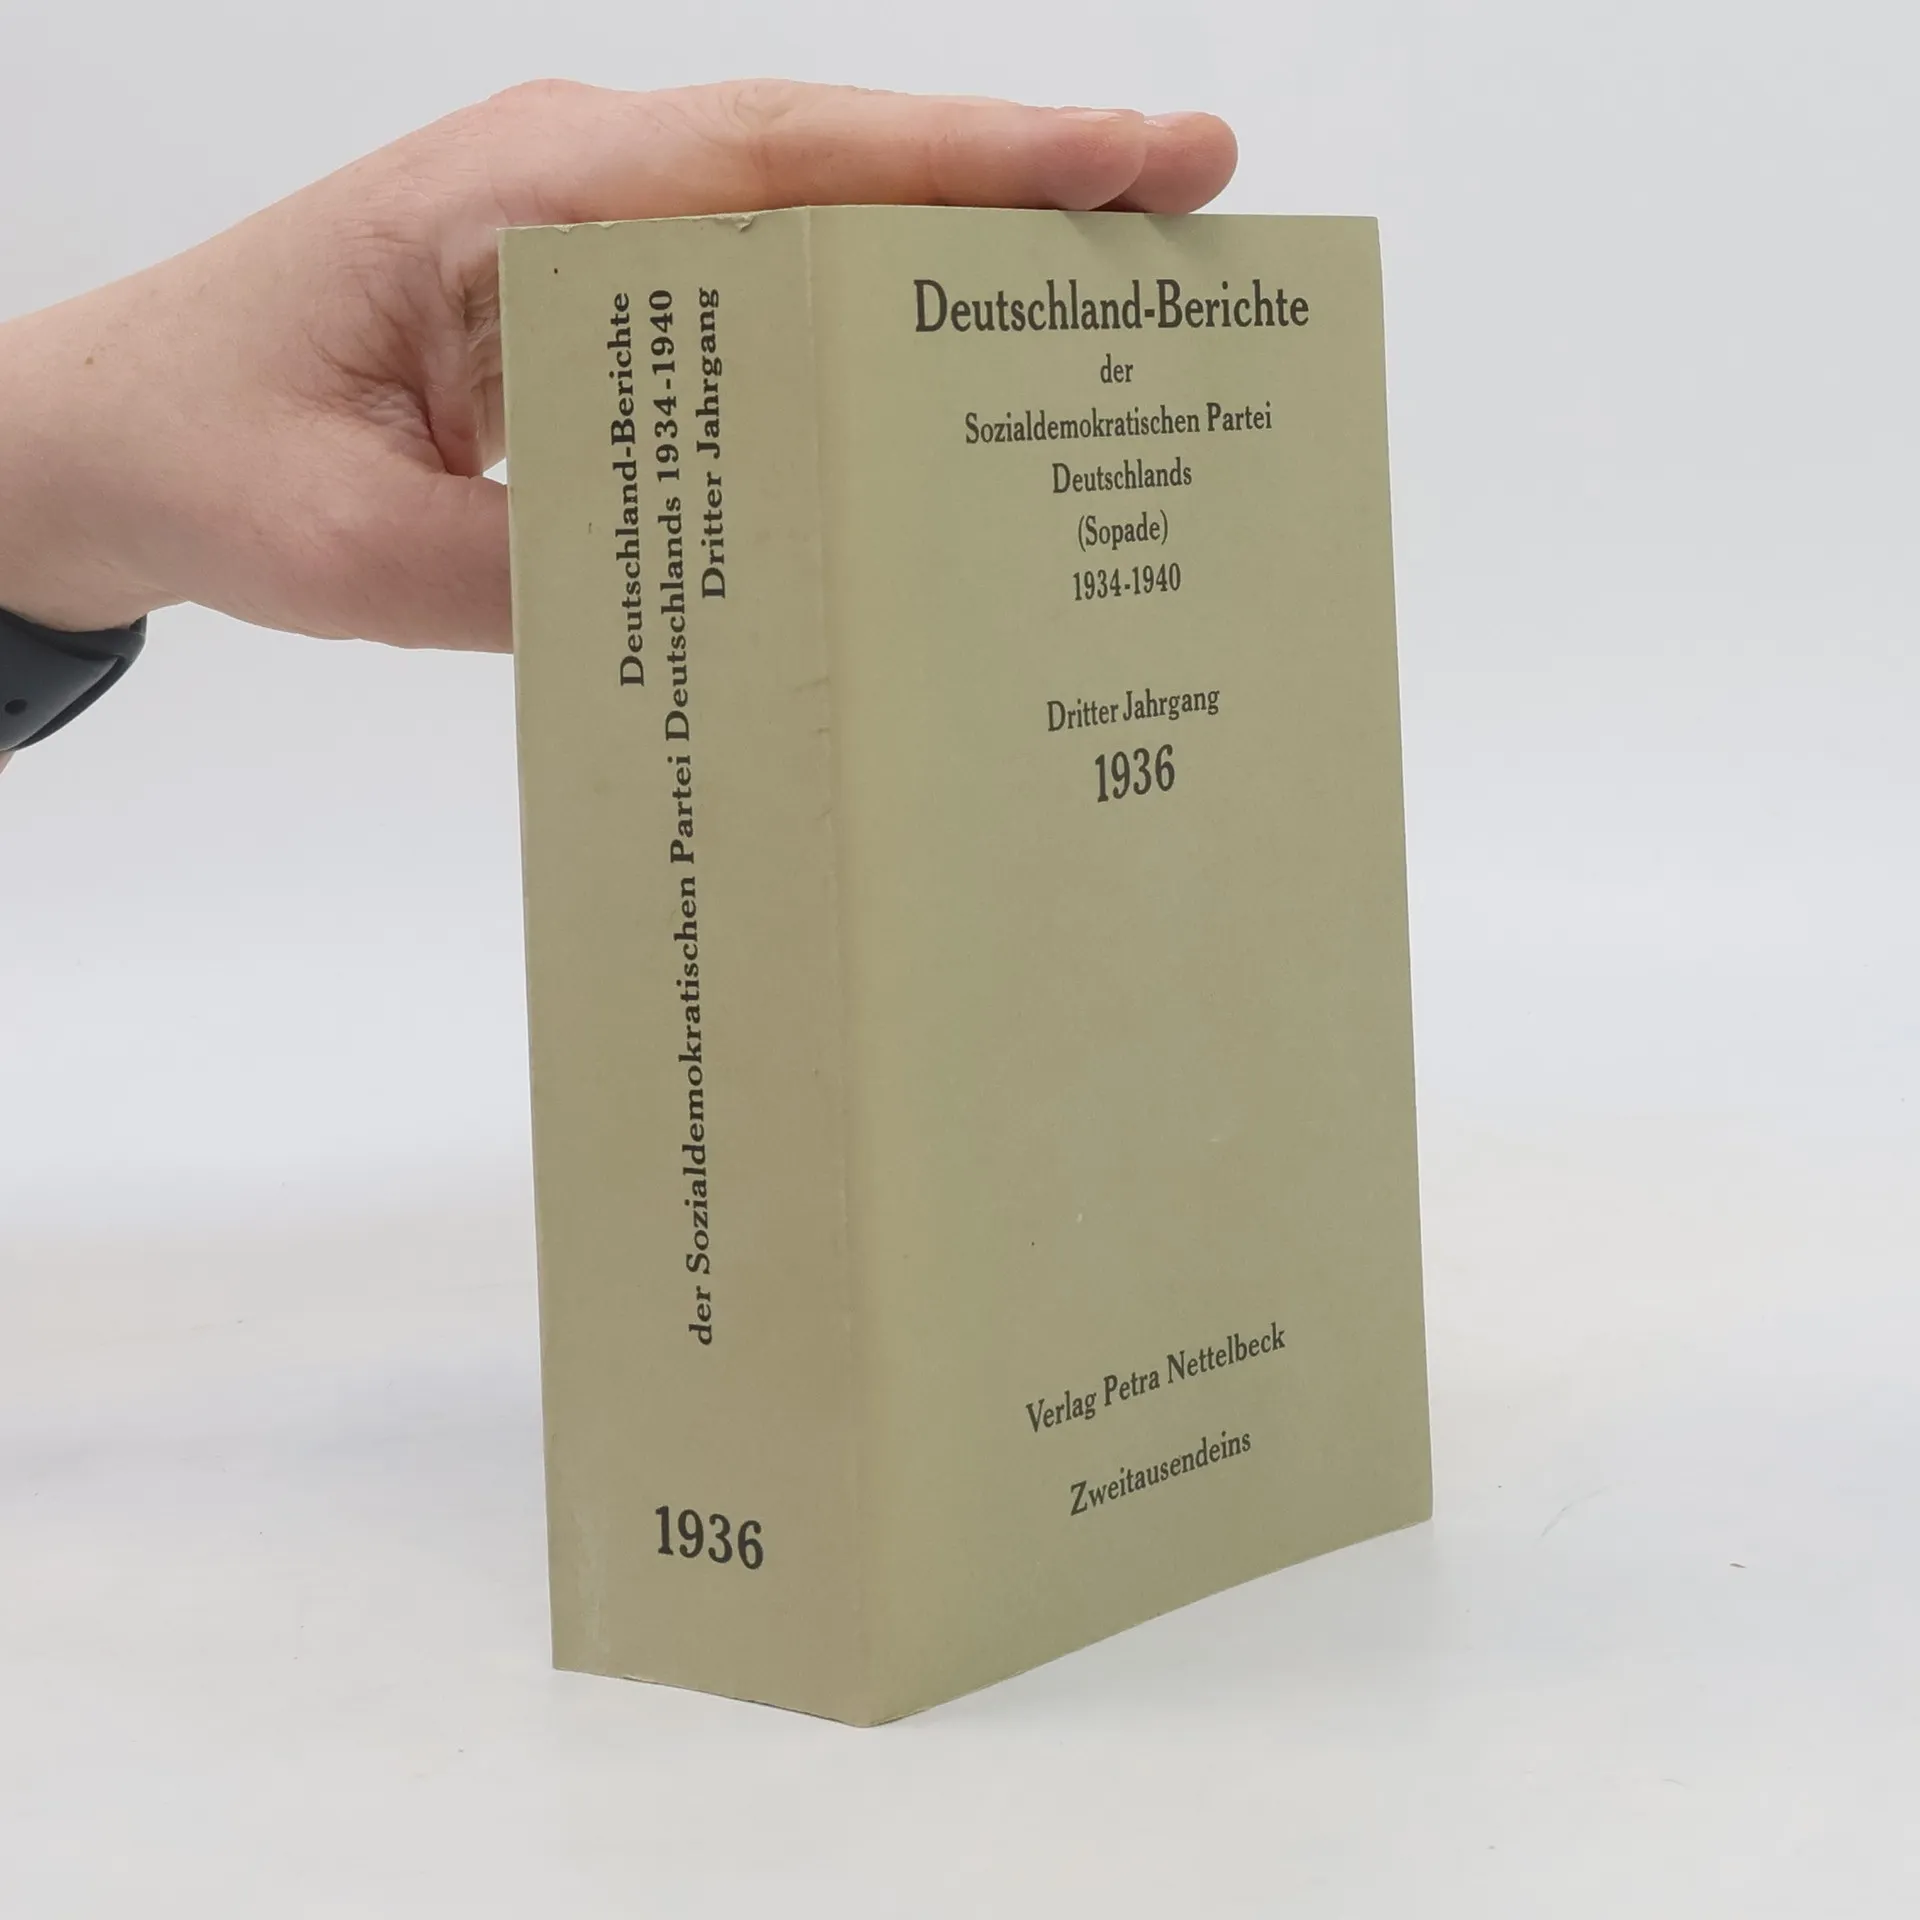 Deutschland-Berichte
der Sozialdemokratischen Partei Deutschlands 1934-1940
Dritter Jahrgang
1936
Deutschland-Berichte
der
Sozialdemokratischen Partei
Deutschlands
(Sopade)
1934-1940
Dritter Jahrgang
1936
Verlag Petra Nettelbeck
Zweitausendeins